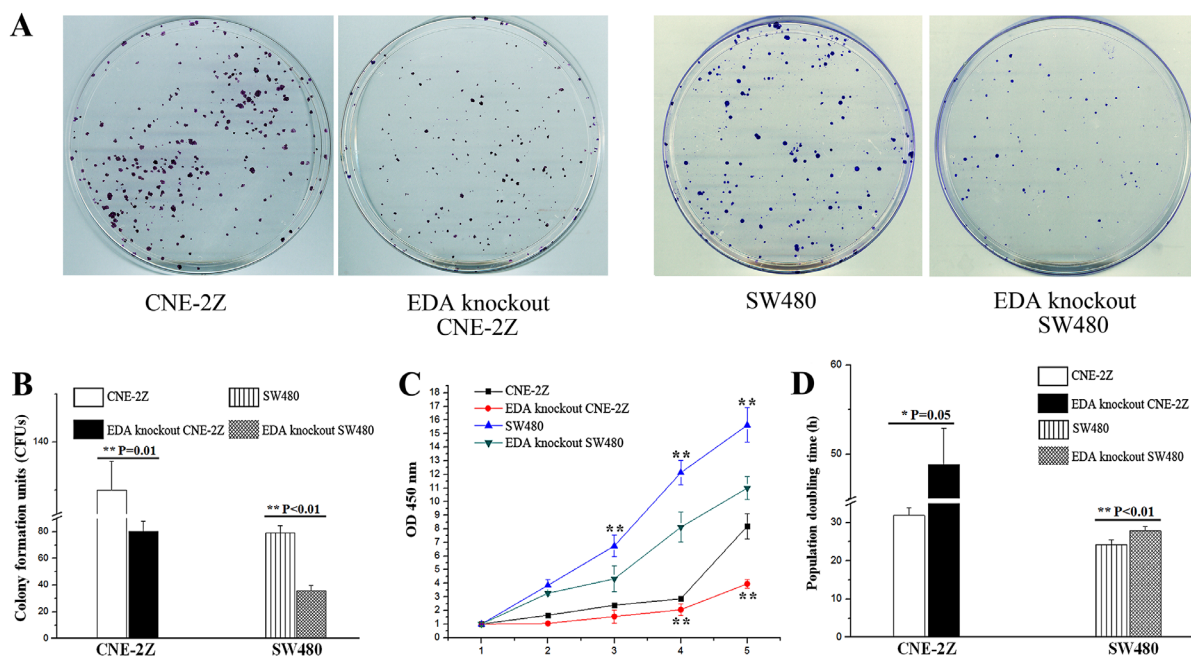 A
CNE-2Z
EDA knockout
CNE-2Z
SW480
EDA knockout
SW480
B
CNE-2Z
SW480
EDA knockout CNE-2Z
EDA knockout SW480
Colony formation units (CFUs)
140
80
60
40
20
0
** P=0.01
** P<0.01
CNE-2Z
SW480
C
CNE-2Z
EDA knockout CNE-2Z
SW480
EDA knockout SW480
OD 450 nm
18
17
16
15
14
13
12
11
10
9
8
7
6
5
4
3
2
1
0
**
**
**
**
**
1 2 3 4 5
D
CNE-2Z
EDA knockout CNE-2Z
SW480
EDA knockout SW480
Population doubling time (h)
60
50
30
20
10
0
* P=0.05
** P<0.01
CNE-2Z
SW480